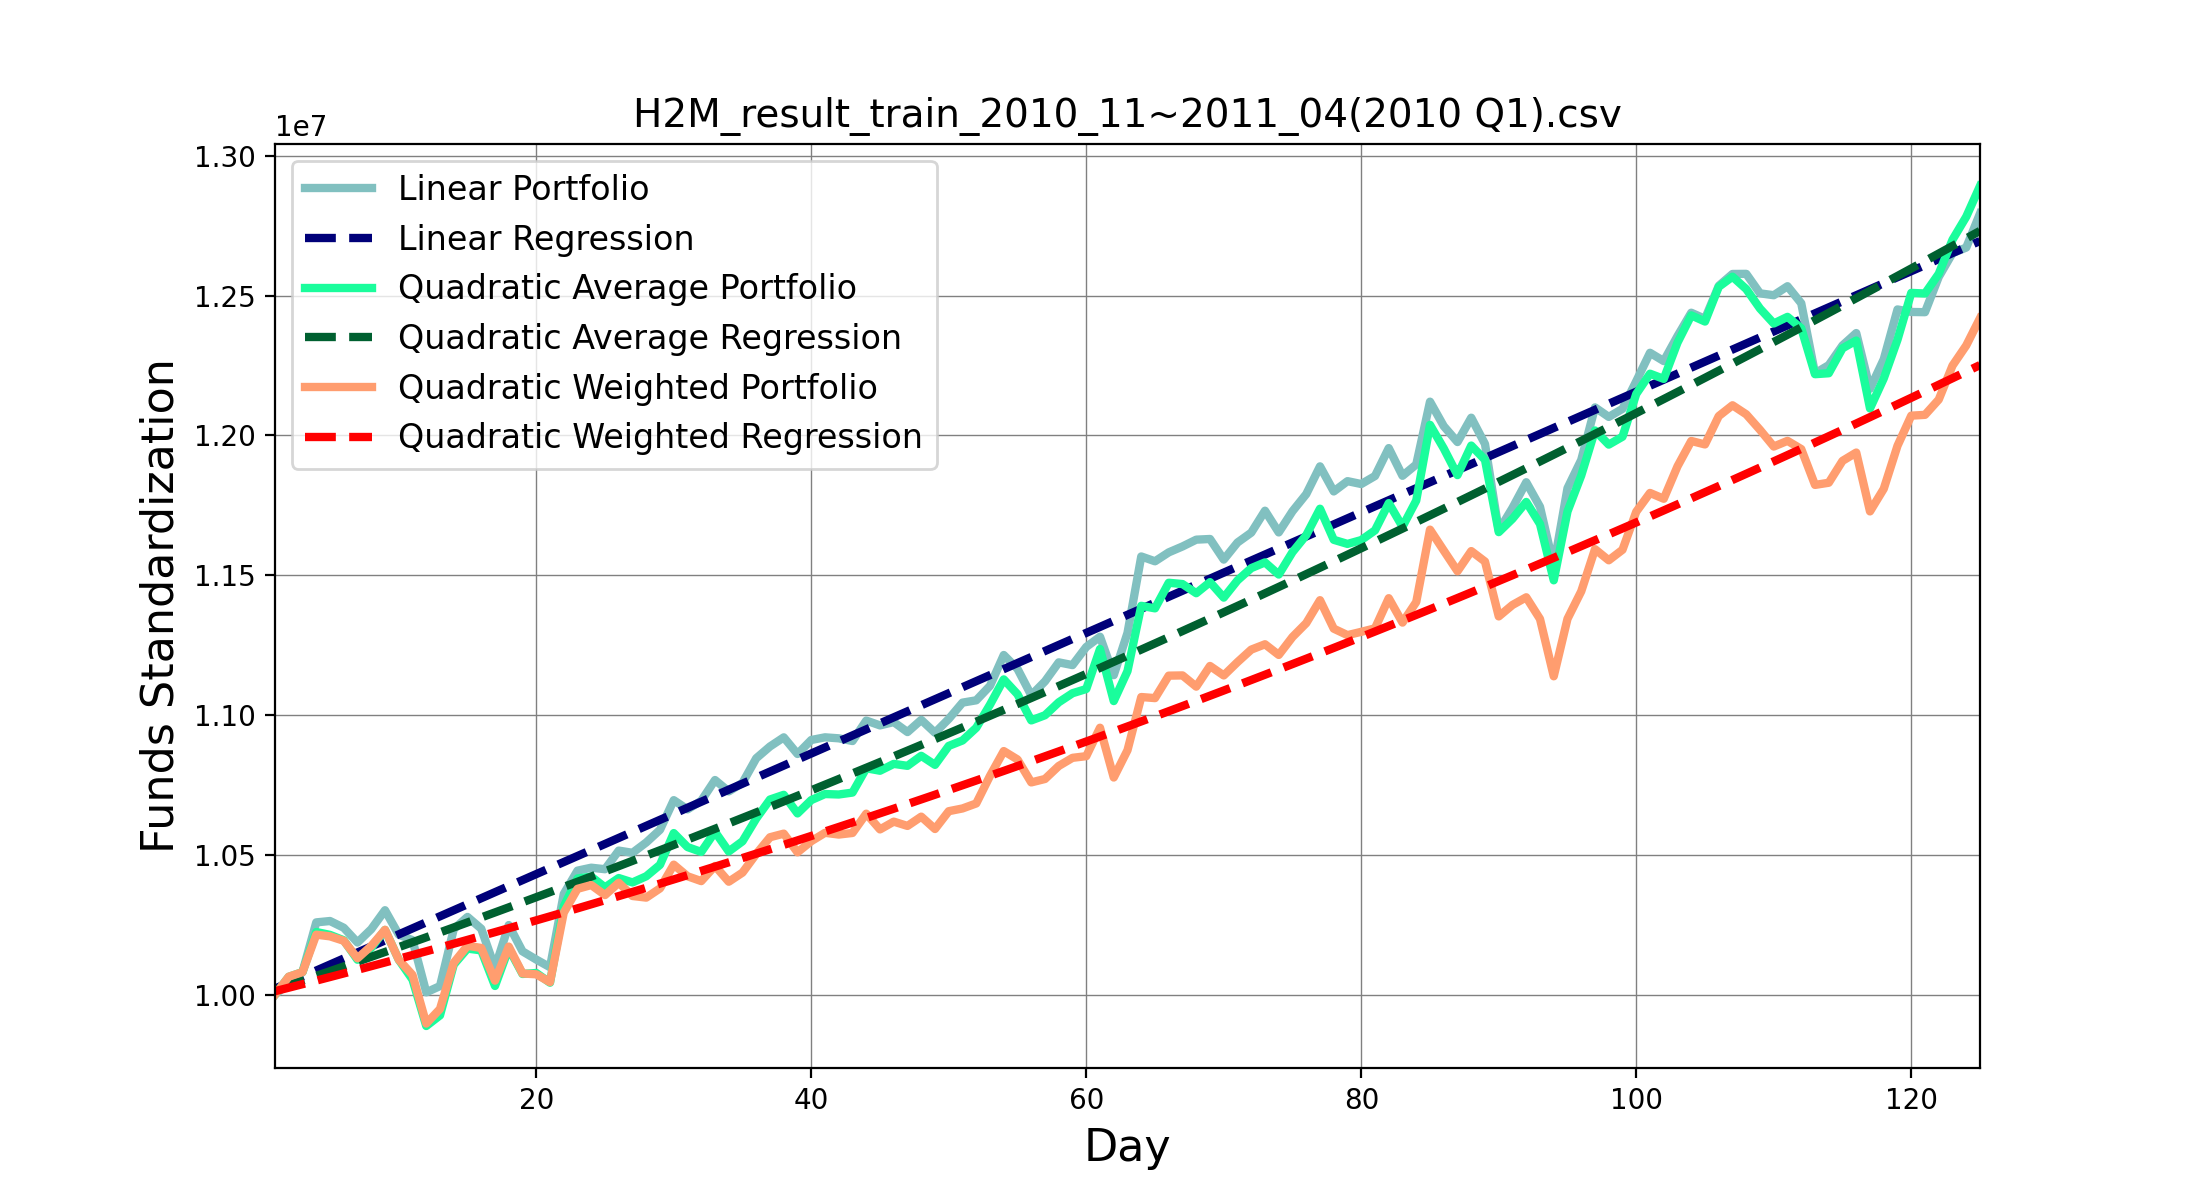 H2M_result_train_2010_11~2011_04(2010 Q1).csv
1e7
1.30
1.25
1.20
1.15
1.10
1.05
1.00
Funds Standardization
Linear Portfolio
Linear Regression
Quadratic Average Portfolio
Quadratic Average Regression
Quadratic Weighted Portfolio
Quadratic Weighted Regression
20 40 60 80 100 120
Day